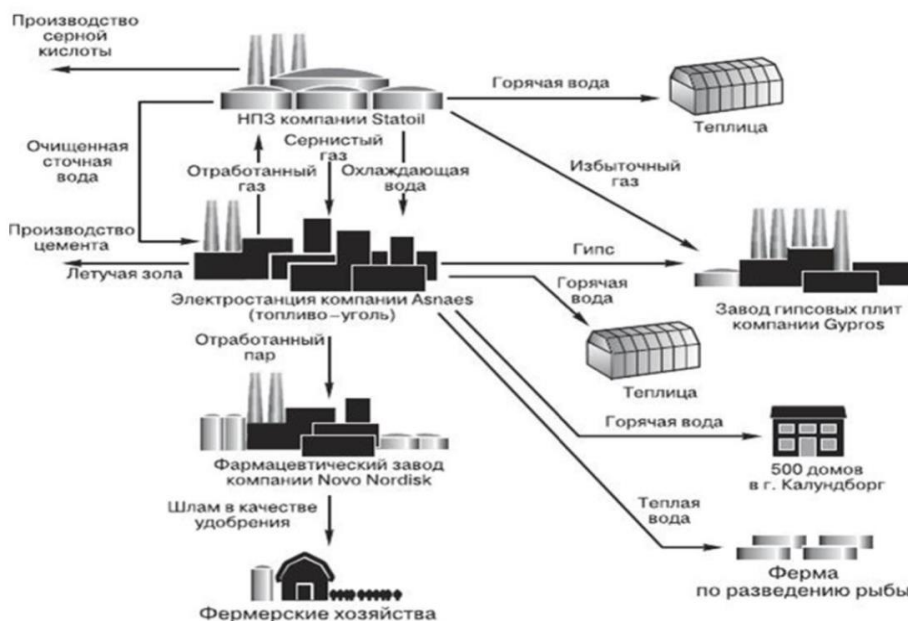 Производство
серной
кислоты
НПЗ компании Statoil
Горячая вода
Теплица
Очищенная
сточная
вода
Отработанный
газ
Сернистый
газ
Охлаждающая
вода
Избыточный
газ
Производство
цемента
Летучая зола
Электростанция компании Asnaes
(топливо–уголь)
Гипс
Горячая
вода
Завод гипсовых плит
компании Gypros
Теплица
Отработанный
пар
Фармацевтический завод
компании Novo Nordisk
Горячая вода
500 домов
в г. Калундборг
Шлам в качестве
удобрения
Теплая
вода
Фермерские хозяйства
Ферма
по разведению рыбы